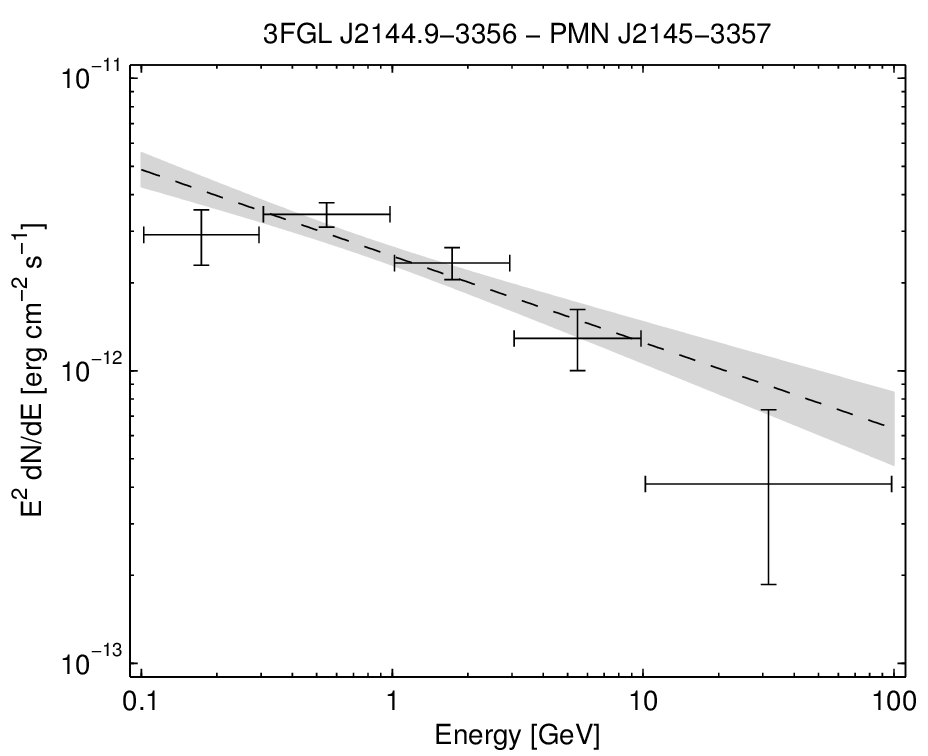 3FGL J2144.9−3356 − PMN J2145−3357
10⁻¹¹
10⁻¹²
10⁻¹³
E² dN/dE [erg cm⁻² s⁻¹]
0.1 1 10 100
Energy [GeV]